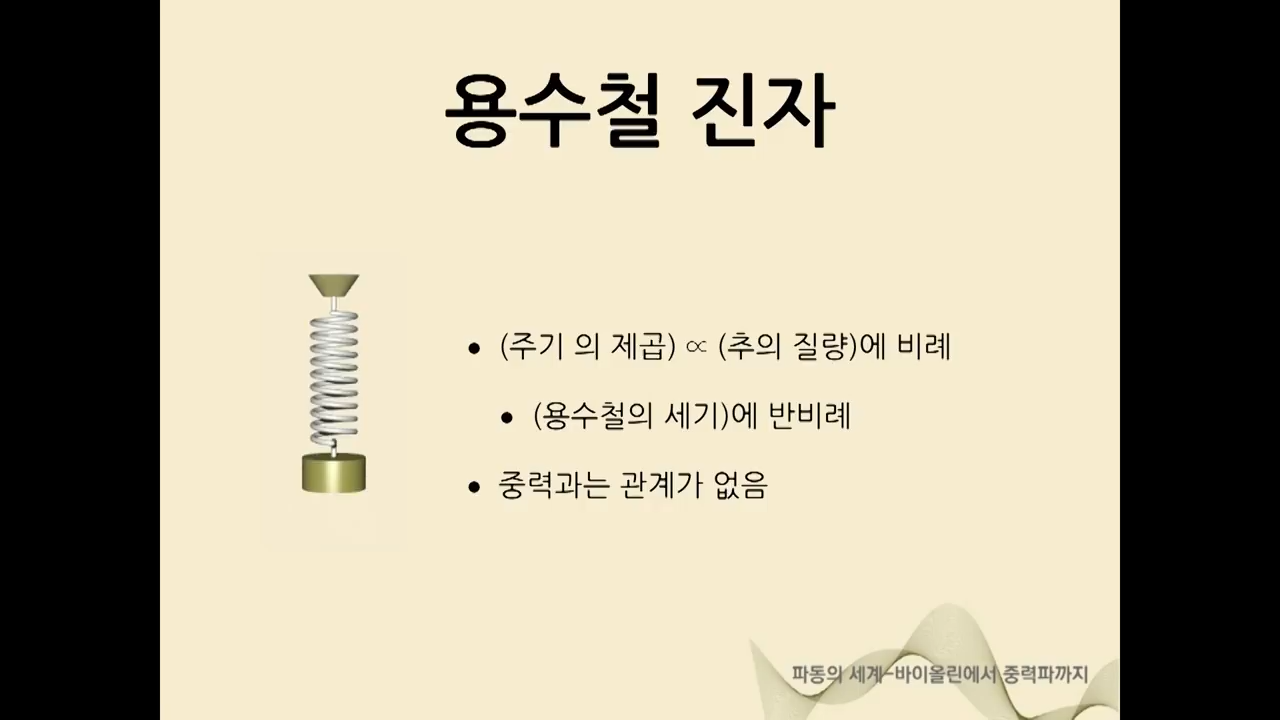 용수철 진자
• (주기 의 제곱) ∝ (추의 질량)에 비례
• (용수철의 세기)에 반비례
• 중력과는 관계가 없음
파동의 세계-바이올린에서 중력파까지